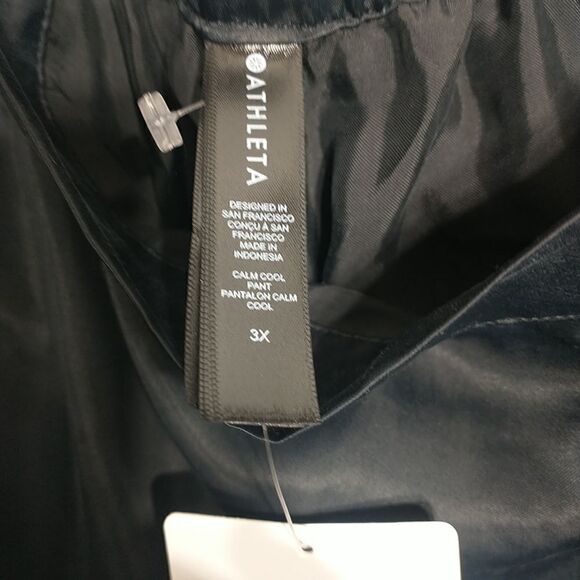 ATHLETA
DESIGNED IN
SAN FRANCISCO
CONÇU À SAN
FRANCISCO
MADE IN
INDONESIA
CALM COOL
PANT
PANTALON CALM
COOL
3X